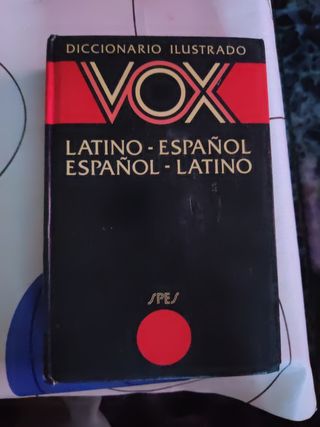 DICCIONARIO ILUSTRADO
VOX
LATINO-ESPAÑOL
ESPAÑOL-LATINO
SPES